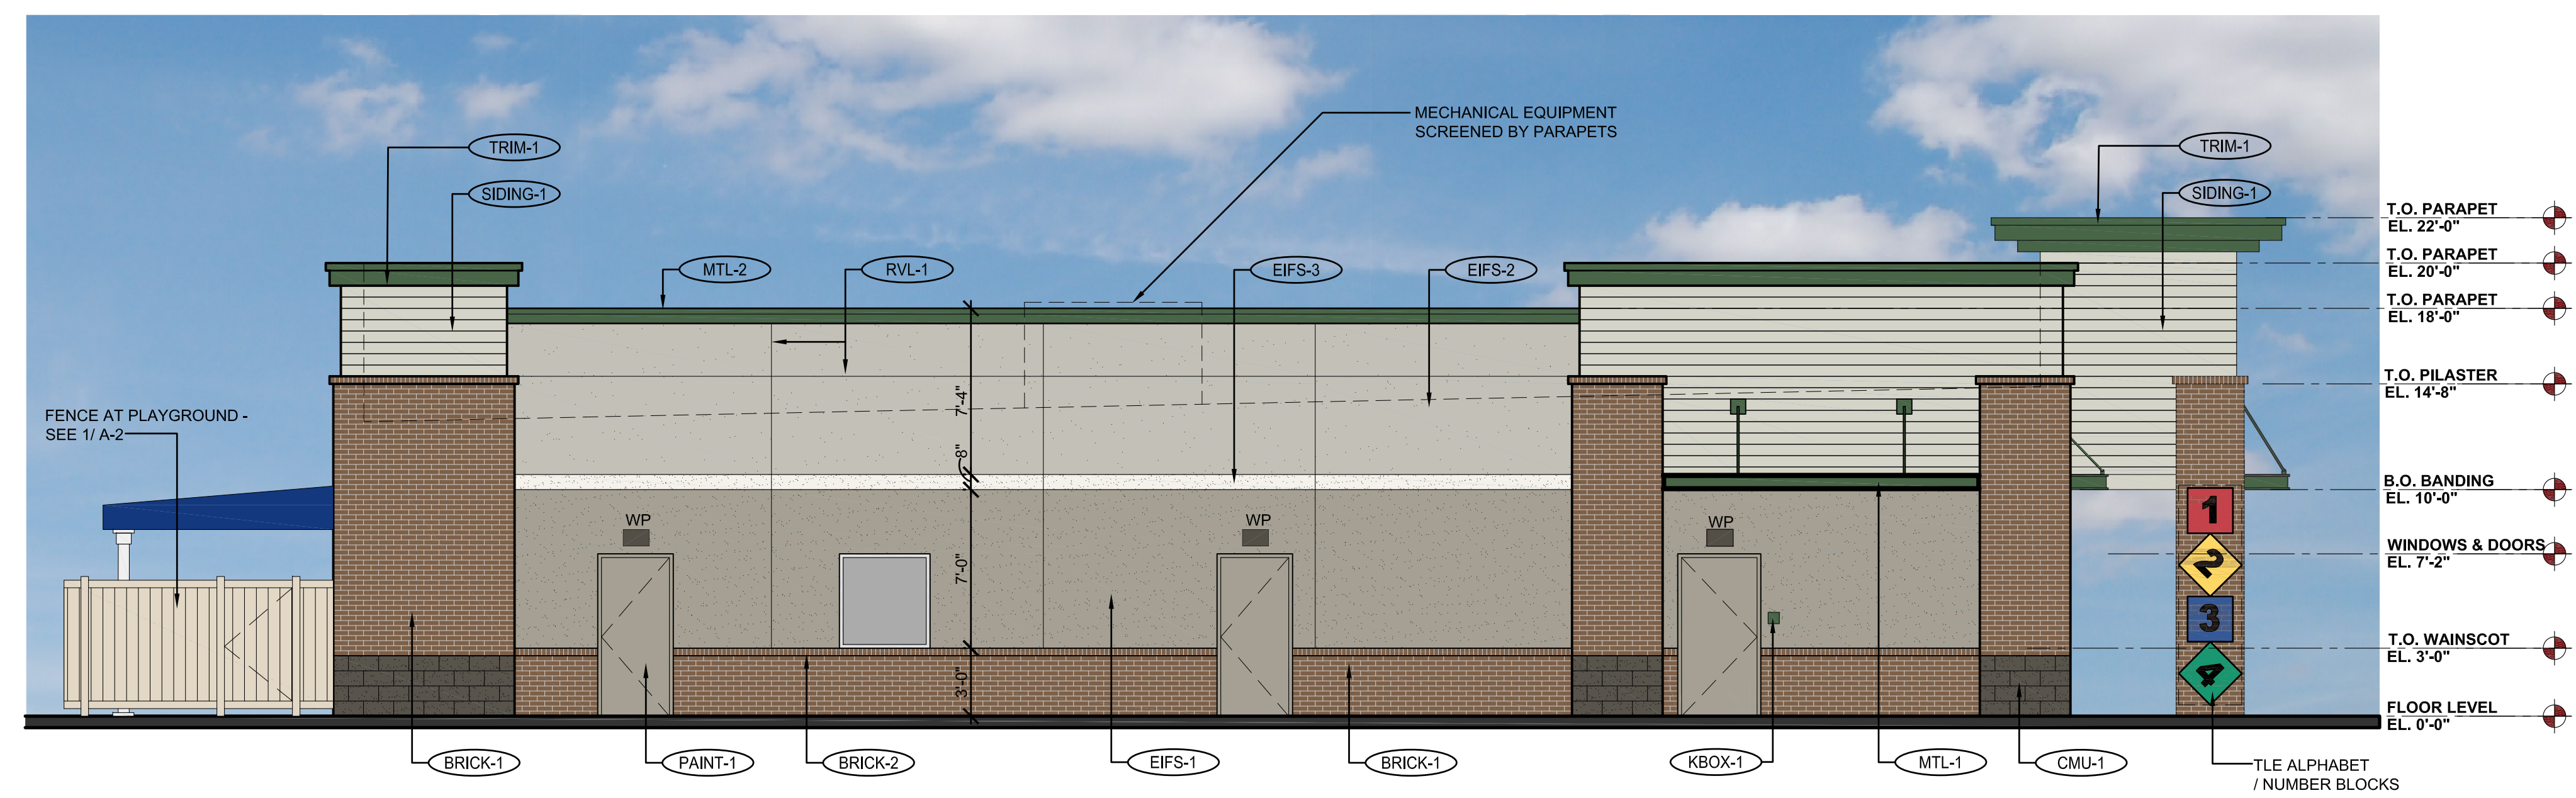 MECHANICAL EQUIPMENT
SCREENED BY PARAPETS
TRIM-1
TRIM-1
SIDING-1
SIDING-1
T.O. PARAPET
EL. 22'-0"
T.O. PARAPET
EL. 20'-0"
MTL-2
RVL-1
EIFS-3
EIFS-2
T.O. PARAPET
EL. 18'-0"
T.O. PILASTER
EL. 14'-8"
7'-4"
FENCE AT PLAYGROUND -
SEE 1/ A-2
8"
B.O. BANDING
EL. 10'-0"
1
WP
WP
WP
WINDOWS & DOORS
EL. 7'-2"
2
7'-0"
3
T.O. WAINSCOT
EL. 3'-0"
4
3'-0"
FLOOR LEVEL
EL. 0'-0"
BRICK-1
PAINT-1
BRICK-2
EIFS-1
BRICK-1
KBOX-1
MTL-1
CMU-1
TLE ALPHABET
/ NUMBER BLOCKS